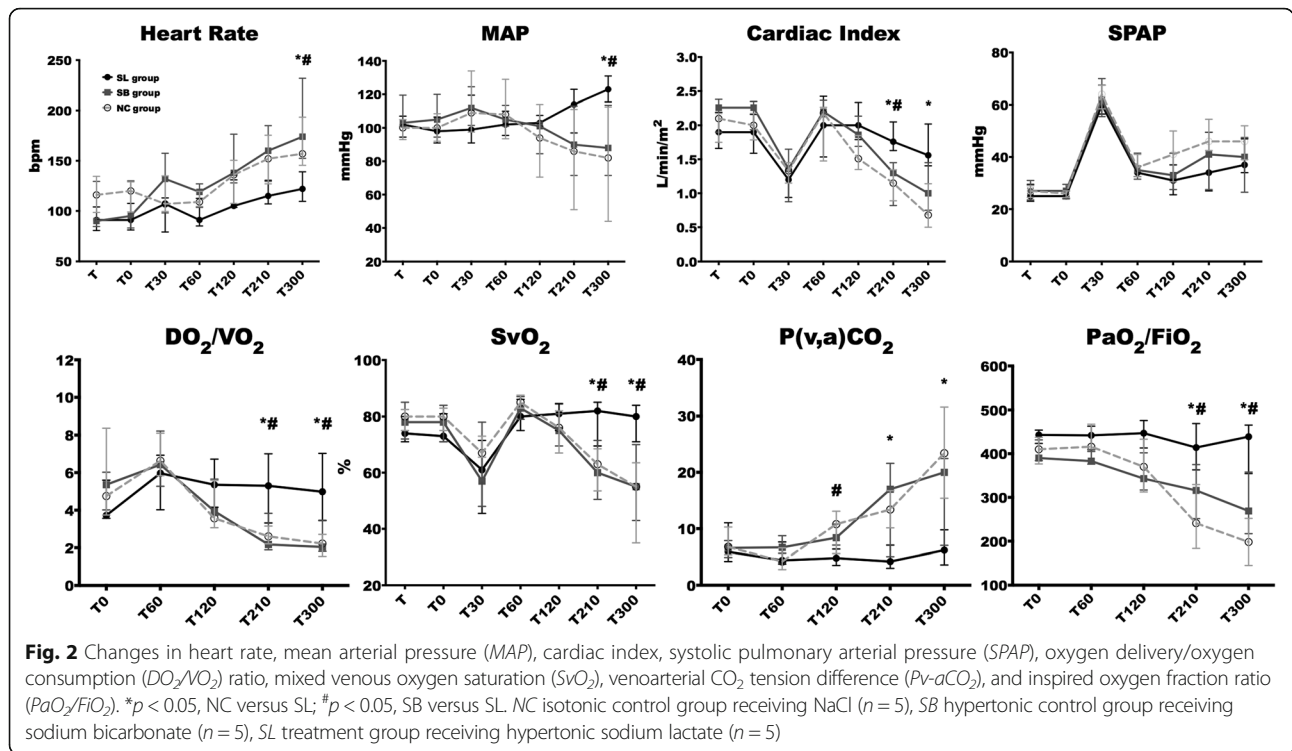 Heart Rate
MAP
Cardiac Index
SPAP
bpm
250
200
150
100
50
SL group
SB group
NC group
*#
T T0 T30 T60 T120 T210 T300
mmHg
140
120
100
80
60
40
20
*#
T T0 T30 T60 T120 T210 T300
L/min/m²
3.0
2.5
2.0
1.5
1.0
0.5
0.0
*# *
T T0 T30 T60 T120 T210 T300
mmHg
80
60
40
20
0
T T0 T30 T60 T120 T210 T300
DO₂/VO₂
SvO₂
P(v,a)CO₂
PaO₂/FiO₂
12
10
8
6
4
2
0
*# *#
T0 T60 T120 T210 T300
%
100
80
60
40
20
*# *#
T T0 T30 T60 T120 T210 T300
40
30
20
10
0
# * *
T0 T60 T120 T210 T300
600
500
400
300
200
100
*# *#
T0 T60 T120 T210 T300
Fig. 2 Changes in heart rate, mean arterial pressure (MAP), cardiac index, systolic pulmonary arterial pressure (SPAP), oxygen delivery/oxygen
consumption (DO₂/VO₂) ratio, mixed venous oxygen saturation (SvO₂), venoarterial CO₂ tension difference (Pv-aCO₂), and inspired oxygen fraction ratio
(PaO₂/FiO₂). *p < 0.05, NC versus SL; #p < 0.05, SB versus SL. NC isotonic control group receiving NaCl (n = 5), SB hypertonic control group receiving
sodium bicarbonate (n = 5), SL treatment group receiving hypertonic sodium lactate (n = 5)